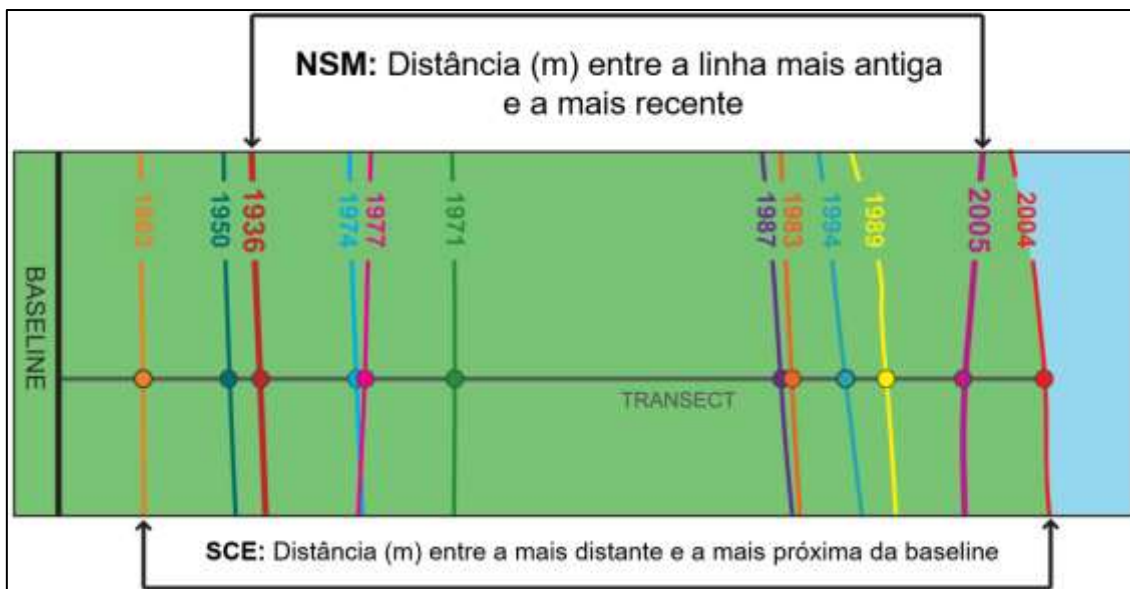 NSM: Distância (m) entre a linha mais antiga
e a mais recente
BASELINE
1950
1936
1974
1977
1971
1987
1983
1994
1989
2005
2004
TRANSECT
SCE: Distância (m) entre a mais distante e a mais próxima da baseline